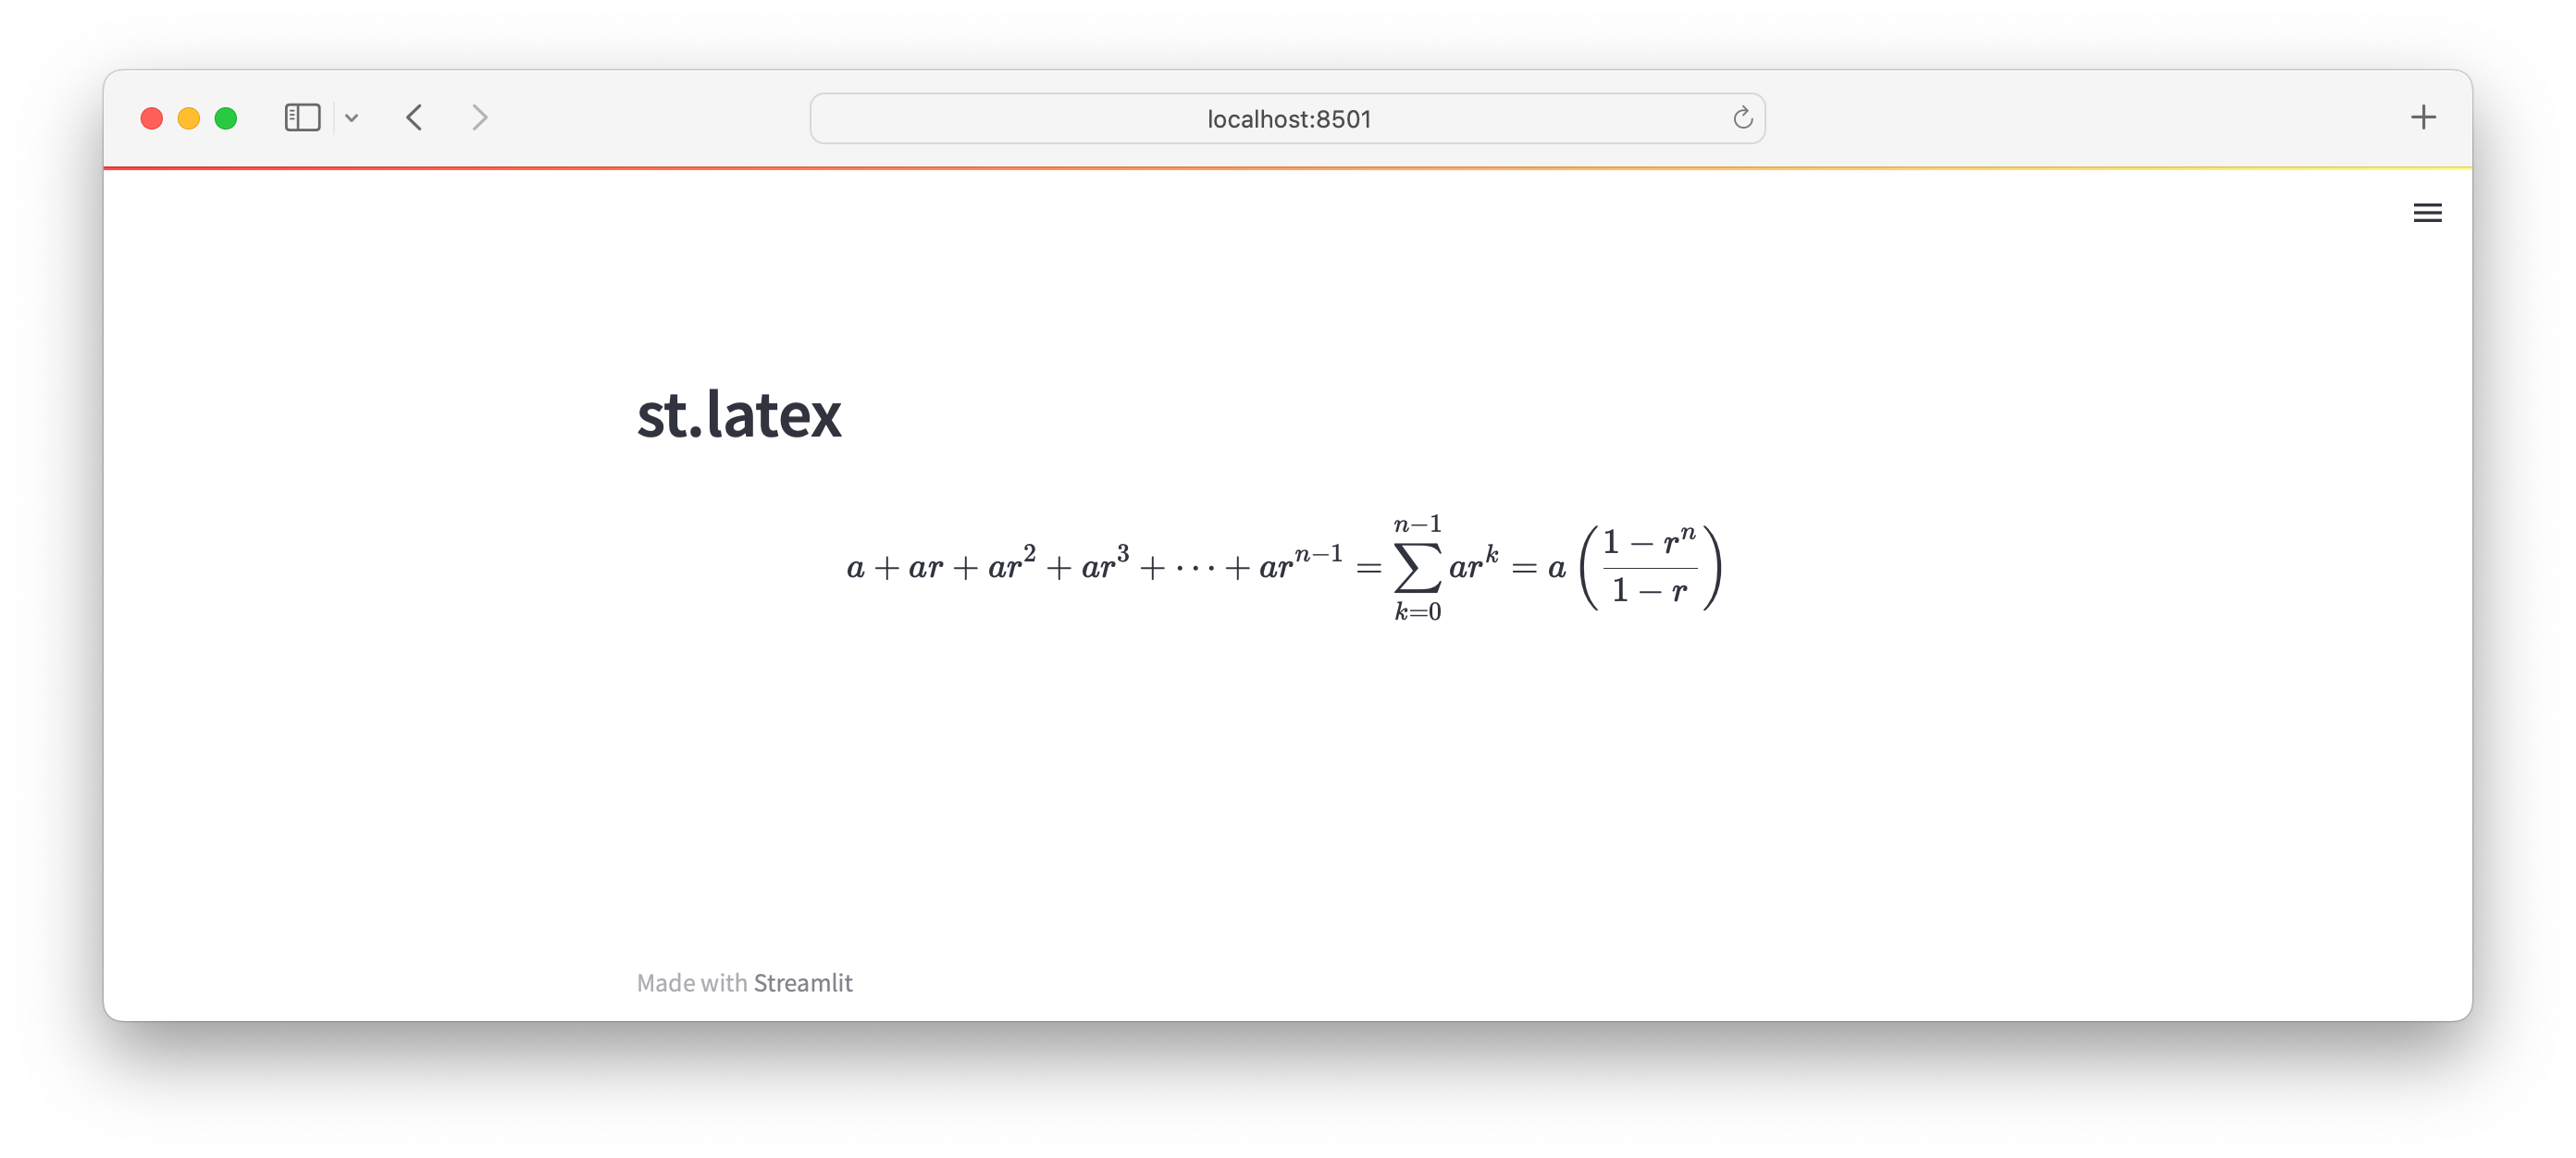 localhost:8501
st.latex
$a + ar + ar^2 + ar^3 + \cdots + ar^{n-1} = \sum_{k=0}^{n-1} ar^k = a \left(\frac{1 - r^n}{1 - r}\right)$
Made with Streamlit